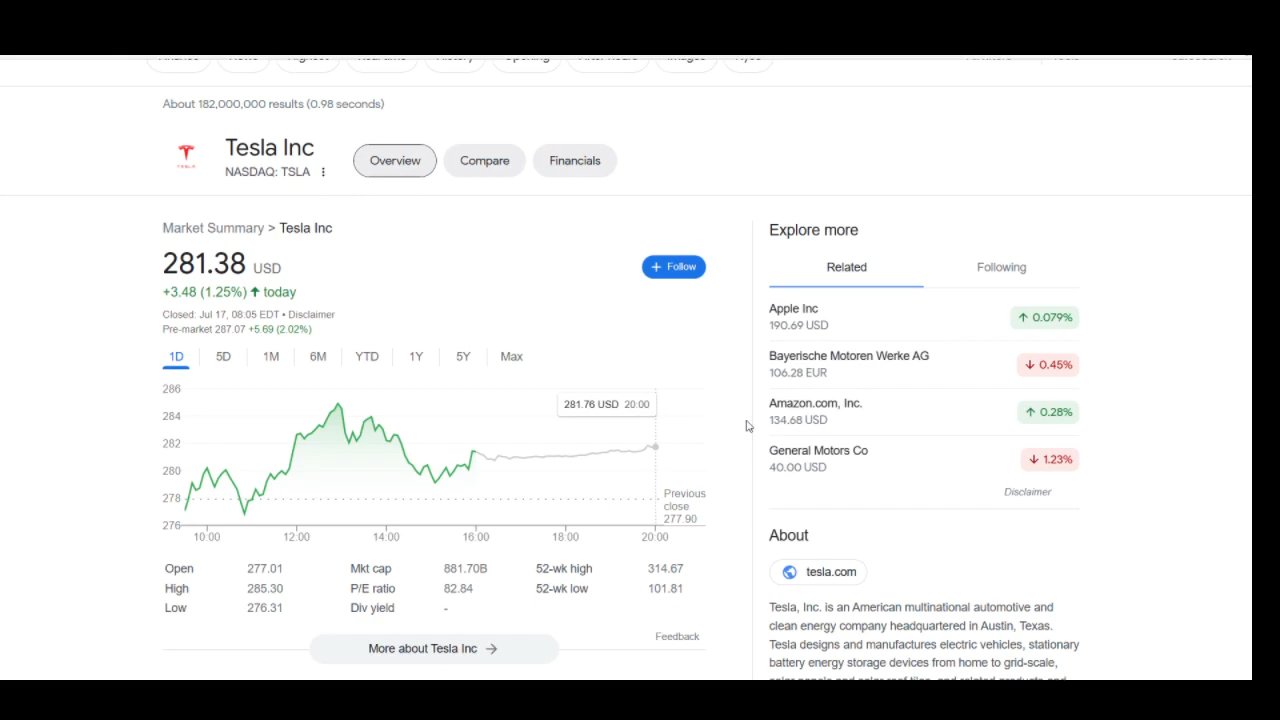 About 182,000,000 results (0.98 seconds)
TESLA
Tesla Inc
NASDAQ: TSLA
Overview
Compare
Financials
Market Summary > Tesla Inc
281.38 USD
+ Follow
+3.48 (1.25%) ↑ today
Closed: Jul 17, 08:05 EDT • Disclaimer
Pre-market 287.07 +5.69 (2.02%)
1D 5D 1M 6M YTD 1Y 5Y Max
286
284
282
280
278
276
281.76 USD 20:00
Previous
close
277.90
10:00 12:00 14:00 16:00 18:00 20:00
Open 277.01 Mkt cap 881.70B 52-wk high 314.67
High 285.30 P/E ratio 82.84 52-wk low 101.81
Low 276.31 Div yield -
Feedback
More about Tesla Inc →
Explore more
Related Following
Apple Inc
190.69 USD
↑ 0.079%
Bayerische Motoren Werke AG
106.28 EUR
↓ 0.45%
Amazon.com, Inc.
134.68 USD
↑ 0.28%
General Motors Co
40.00 USD
↓ 1.23%
Disclaimer
About
tesla.com
Tesla, Inc. is an American multinational automotive and
clean energy company headquartered in Austin, Texas.
Tesla designs and manufactures electric vehicles, stationary
battery energy storage devices from home to grid-scale,